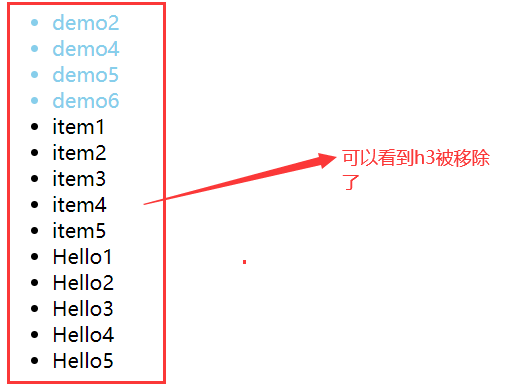 demo2
demo4
demo5
demo6
item1
item2
item3
item4
item5
Hello1
Hello2
Hello3
Hello4
Hello5
可以看到h3被移除
了